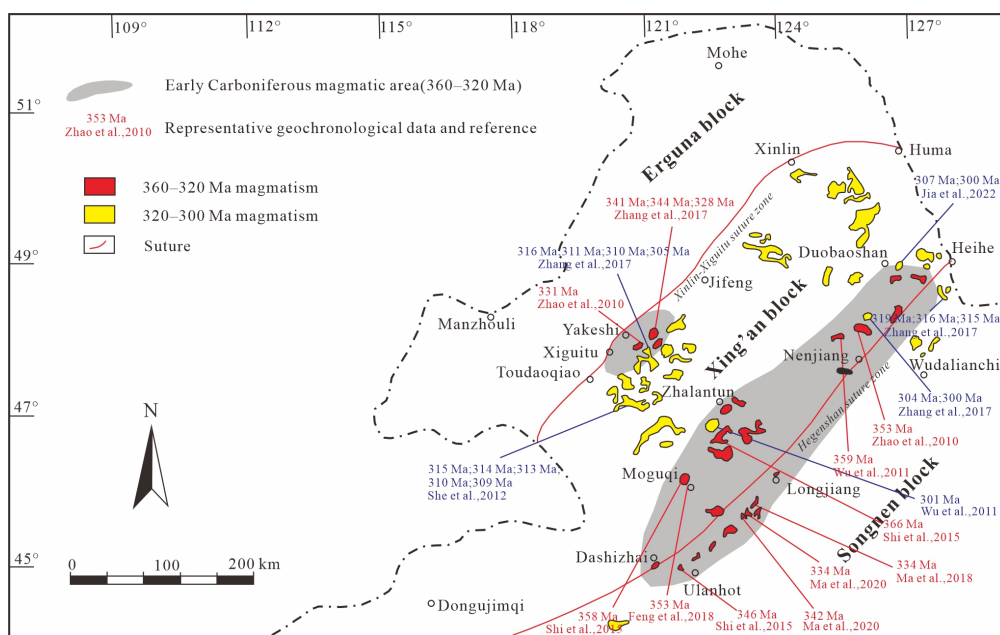 109°
112°
118°
121°
124°
127°
51°
49°
47°
45°
Early Carboniferous magmatic area(360–320 Ma)
353 Ma
Zhao et al.,2010
Representative geochronological data and reference
360–320 Ma magmatism
320–300 Ma magmatism
Suture
Mohe
Erguna block
Xinlin
Huma
307 Ma;300 Ma
Jia et al.,2022
341 Ma;344 Ma;328 Ma
Zhang et al.,2017
316 Ma;311 Ma;310 Ma;305 Ma
Zhang et al.,2017
331 Ma
Zhao et al.,2010
Xinlin-Xiguitu suture zone
Duobaoshan
Heihe
Jifeng
Xing'an block
Manzhouli
Yakeshi
Xiguitu
Toudaoqiao
319 Ma;316 Ma;315 Ma
Zhang et al.,2017
Nenjiang
Wudalianchi
Zhalantun
Hegenshan suture zone
304 Ma;300 Ma
Zhang et al.,2017
353 Ma
Zhao et al.,2010
359 Ma
Wu et al.,2011
315 Ma;314 Ma;313 Ma;
310 Ma;309 Ma
She et al.,2012
Moguqi
Longjiang
Songnen block
301 Ma
Wu et al.,2011
366 Ma
Shi et al.,2015
334 Ma
Ma et al.,2018
334 Ma
Ma et al.,2020
Dashizhai
Ulanhot
358 Ma
Shi et al.,2015
353 Ma
Feng et al.,2018
346 Ma
Shi et al.,2015
342 Ma
Ma et al.,2020
Dongujimqi
N
0
100
200 km